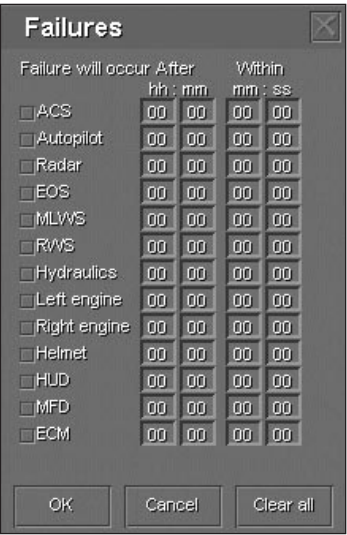 Failures
Failure will occur After Within
hh : mm mm : ss
ACS 00 00 00 00
Autopilot 00 00 00 00
Radar 00 00 00 00
EOS 00 00 00 00
MLWS 00 00 00 00
RWS 00 00 00 00
Hydraulics 00 00 00 00
Left engine 00 00 00 00
Right engine 00 00 00 00
Helmet 00 00 00 00
HUD 00 00 00 00
MFD 00 00 00 00
ECM 00 00 00 00
OK Cancel Clear all